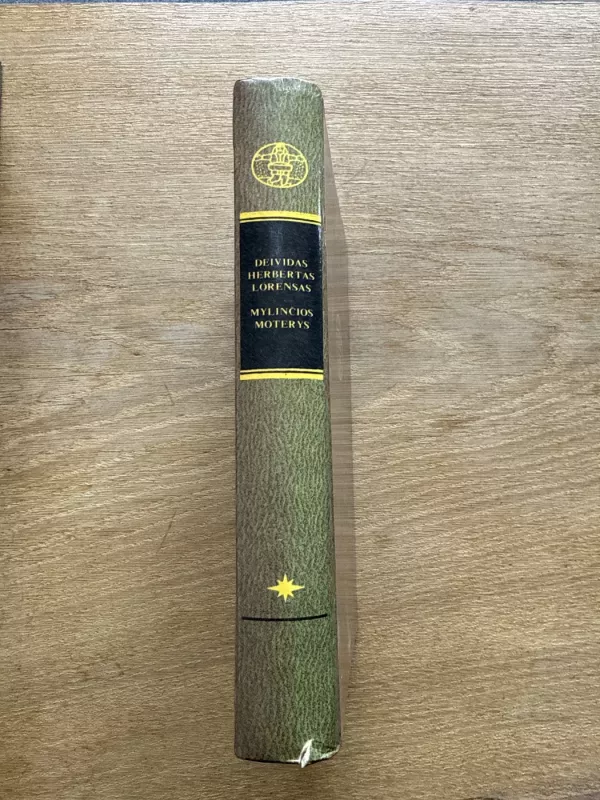 DEIVIDAS
HERBERTAS
LORENSAS
MYLINČIOS
MOTERYS